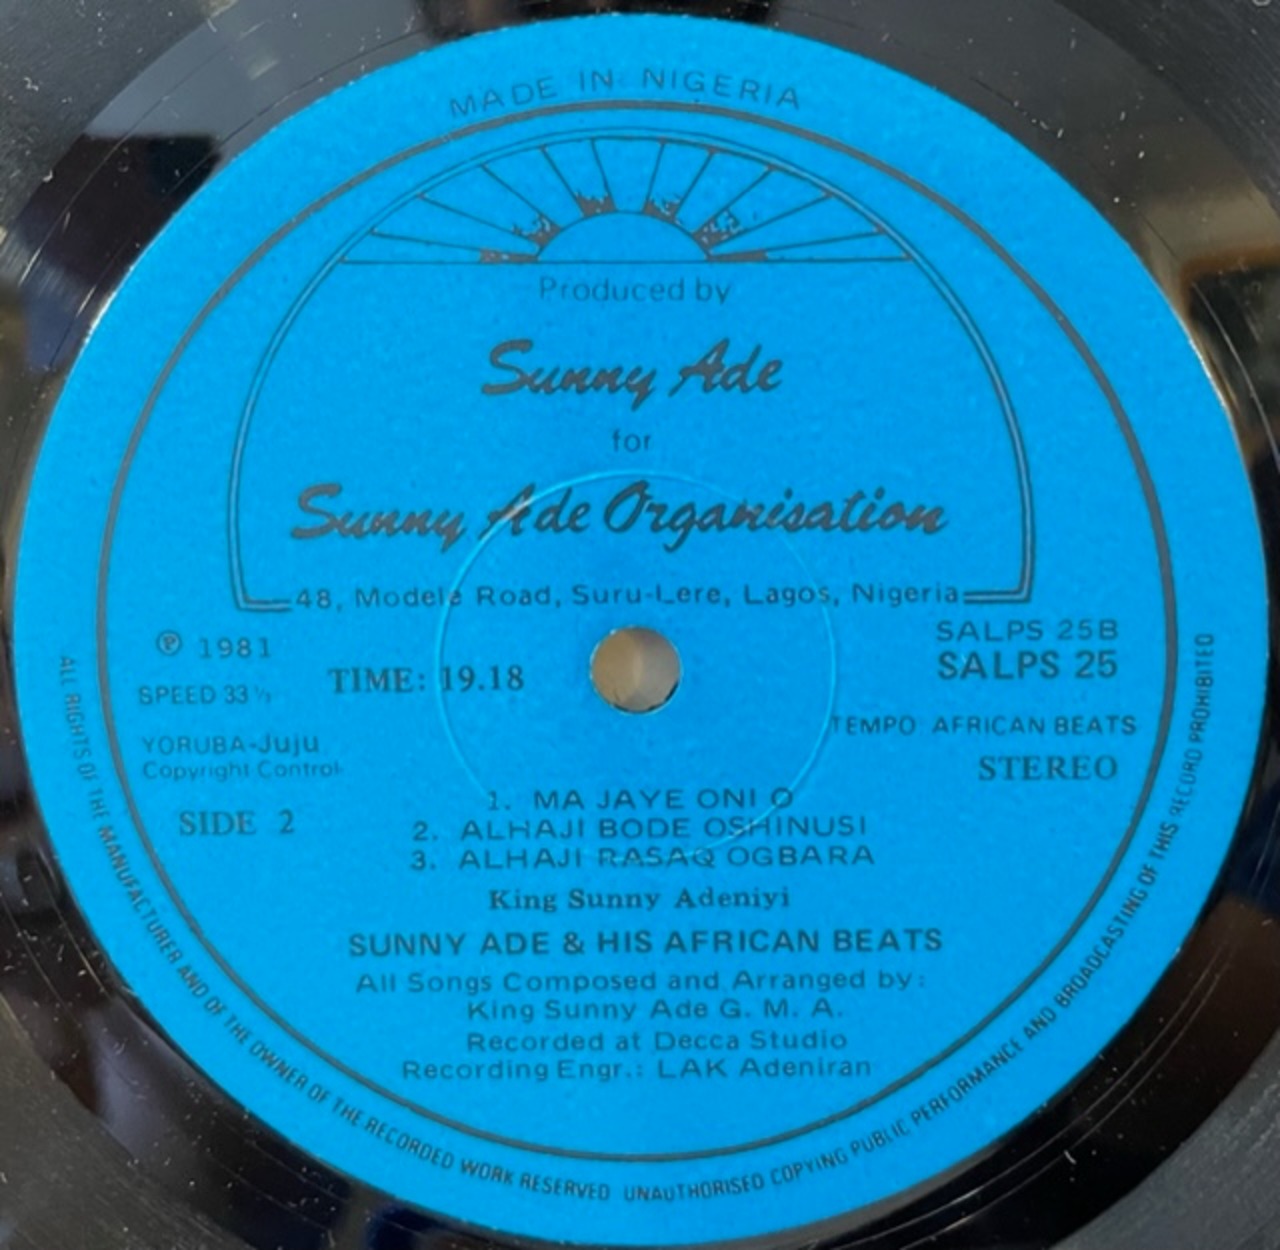 MADE IN NIGERIA
Produced by
Sunny Ade
for
Sunny Ade Organisation
48, Modele Road, Suru-Lere, Lagos, Nigeria
℗ 1981
SPEED 33 ⅓
TIME: 19.18
SALPS 25B
SALPS 25
YORUBA-Juju
Copyright Control
TEMPO: AFRICAN BEATS
STEREO
SIDE 2
1. MA JAYE ONI O
2. ALHAJI BODE OSHINUSI
3. ALHAJI RASAQ OGBARA
King Sunny Adeniyi
SUNNY ADE & HIS AFRICAN BEATS
All Songs Composed and Arranged by:
King Sunny Ade G. M. A.
Recorded at Decca Studio
Recording Engr.: LAK Adeniran
ALL RIGHTS OF THE MANUFACTURER AND OF THE OWNER OF THE RECORDED WORK RESERVED UNAUTHORISED COPYING PUBLIC PERFORMANCE AND BROADCASTING OF THIS RECORD PROHIBITED